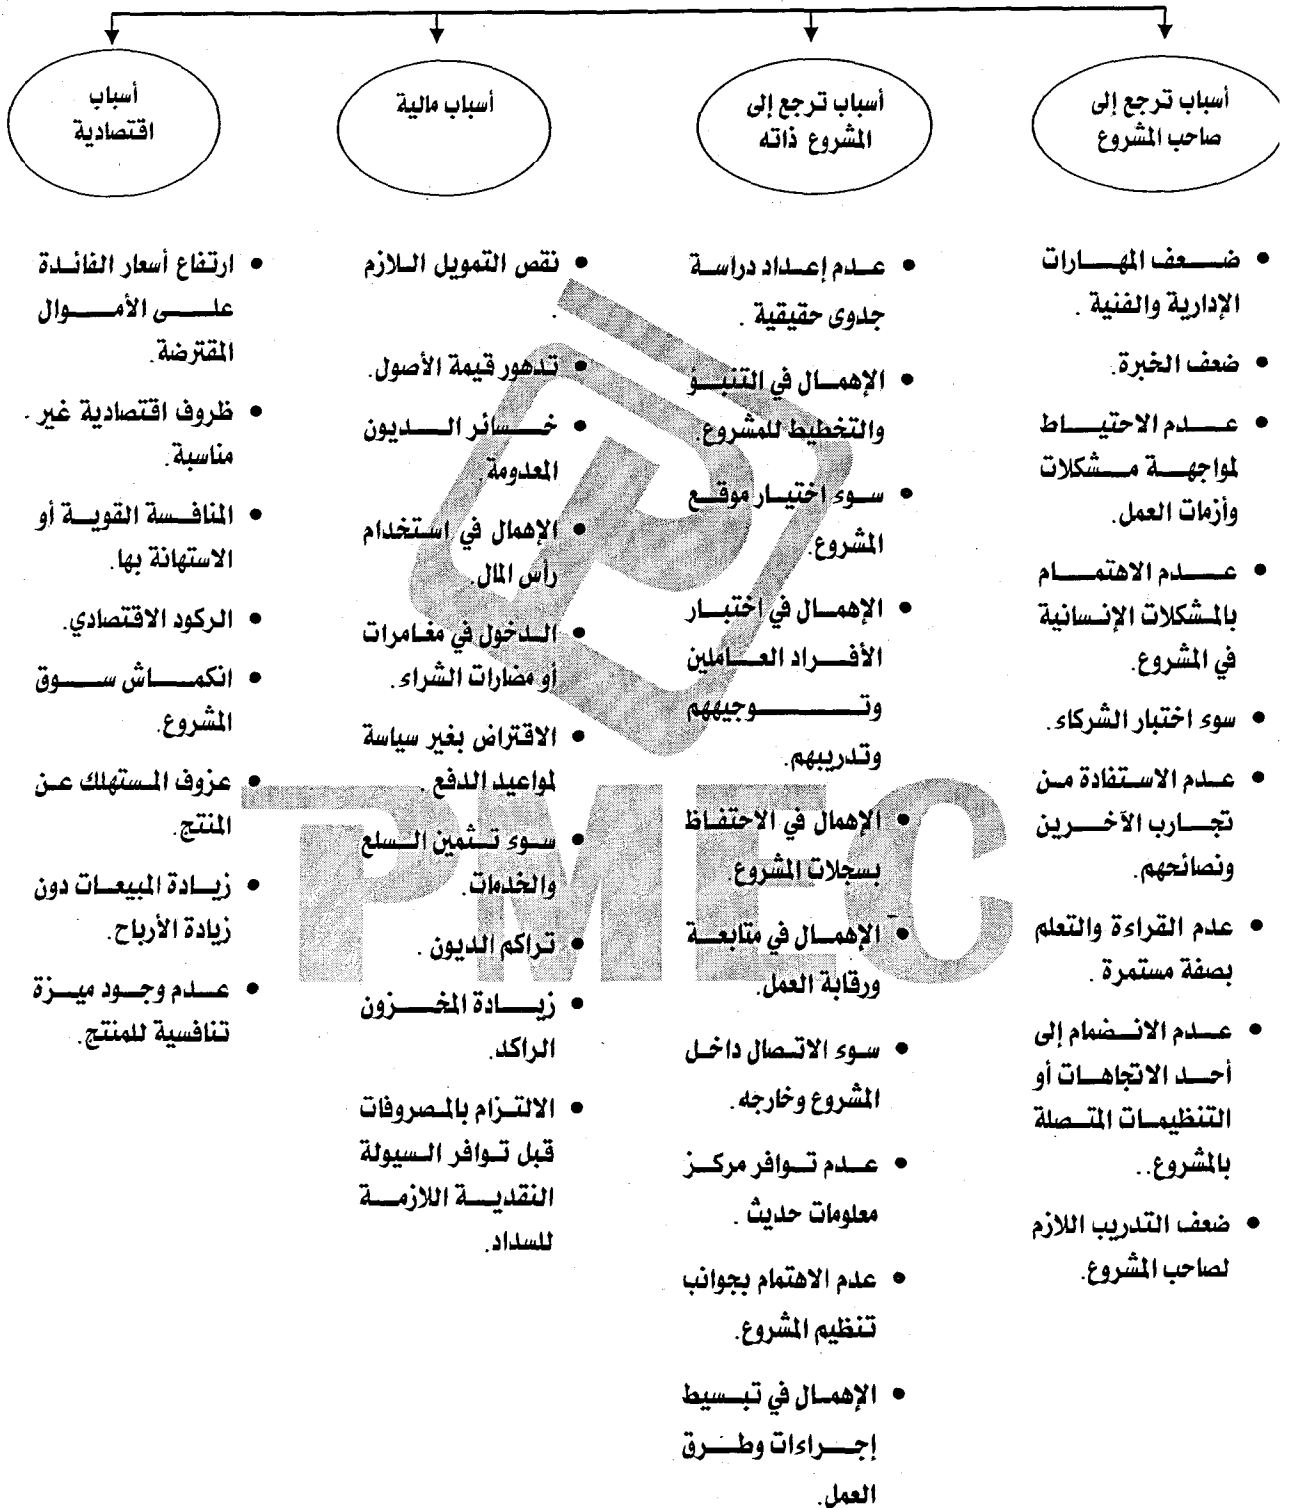 أسباب ترجع إلى
صاحب المشروع
أسباب ترجع إلى
المشروع ذاته
أسباب مالية
أسباب
اقتصادية
• ضعف المهارات
الإدارية والفنية .
• ضعف الخبرة.
• عدم الاحتياط
لمواجهة مشكلات
وأزمات العمل.
• عدم الاهتمام
بالمشكلات الإنسانية
في المشروع.
• سوء اختبار الشركاء.
• عدم الاستفادة من
تجارب الآخرين
ونصائحهم.
• عدم القراءة والتعلم
بصفة مستمرة .
• عدم الانضمام إلى
أحد الاتجاهات أو
التنظيمات المتصلة
بالمشروع..
• ضعف التدريب اللازم
لصاحب المشروع.
• عدم إعداد دراسة
جدوى حقيقية .
• الإهمال في التنبؤ
والتخطيط للمشروع.
• سوء اختيار موقع
المشروع.
• الإهمال في اختبار
الأفراد العاملين
وتوجيههم
وتدريبهم.
• الإهمال في الاحتفاظ
بسجلات المشروع.
• الإهمال في متابعة
ورقابة العمل.
• سوء الاتصال داخل
المشروع وخارجه.
• عدم توافر مركز
معلومات حديث .
• عدم الاهتمام بجوانب
تنظيم المشروع.
• الإهمال في تبسيط
إجراءات وطرق
العمل.
• نقص التمويل اللازم
.
• تدهور قيمة الأصول.
• خسائر الديون
المعدومة.
• الإهمال في استخدام
رأس المال.
• الدخول في مغامرات
أو مضارات الشراء.
• الاقتراض بغير سياسة
لمواعيد الدفع .
• سوء تثمين السلع
والخدمات.
• تراكم الديون .
• زيادة المخزون
الراكد.
• الالتزام بالمصروفات
قبل توافر السيولة
النقدية اللازمة
للسداد.
• ارتفاع أسعار الفائدة
على الأموال
المقترضة.
• ظروف اقتصادية غير
مناسبة.
• المنافسة القوية أو
الاستهانة بها.
• الركود الاقتصادي.
• انكماش سوق
المشروع.
• عزوف المستهلك عن
المنتج.
• زيادة المبيعات دون
زيادة الأرباح.
• عدم وجود ميزة
تنافسية للمنتج.
PMEC